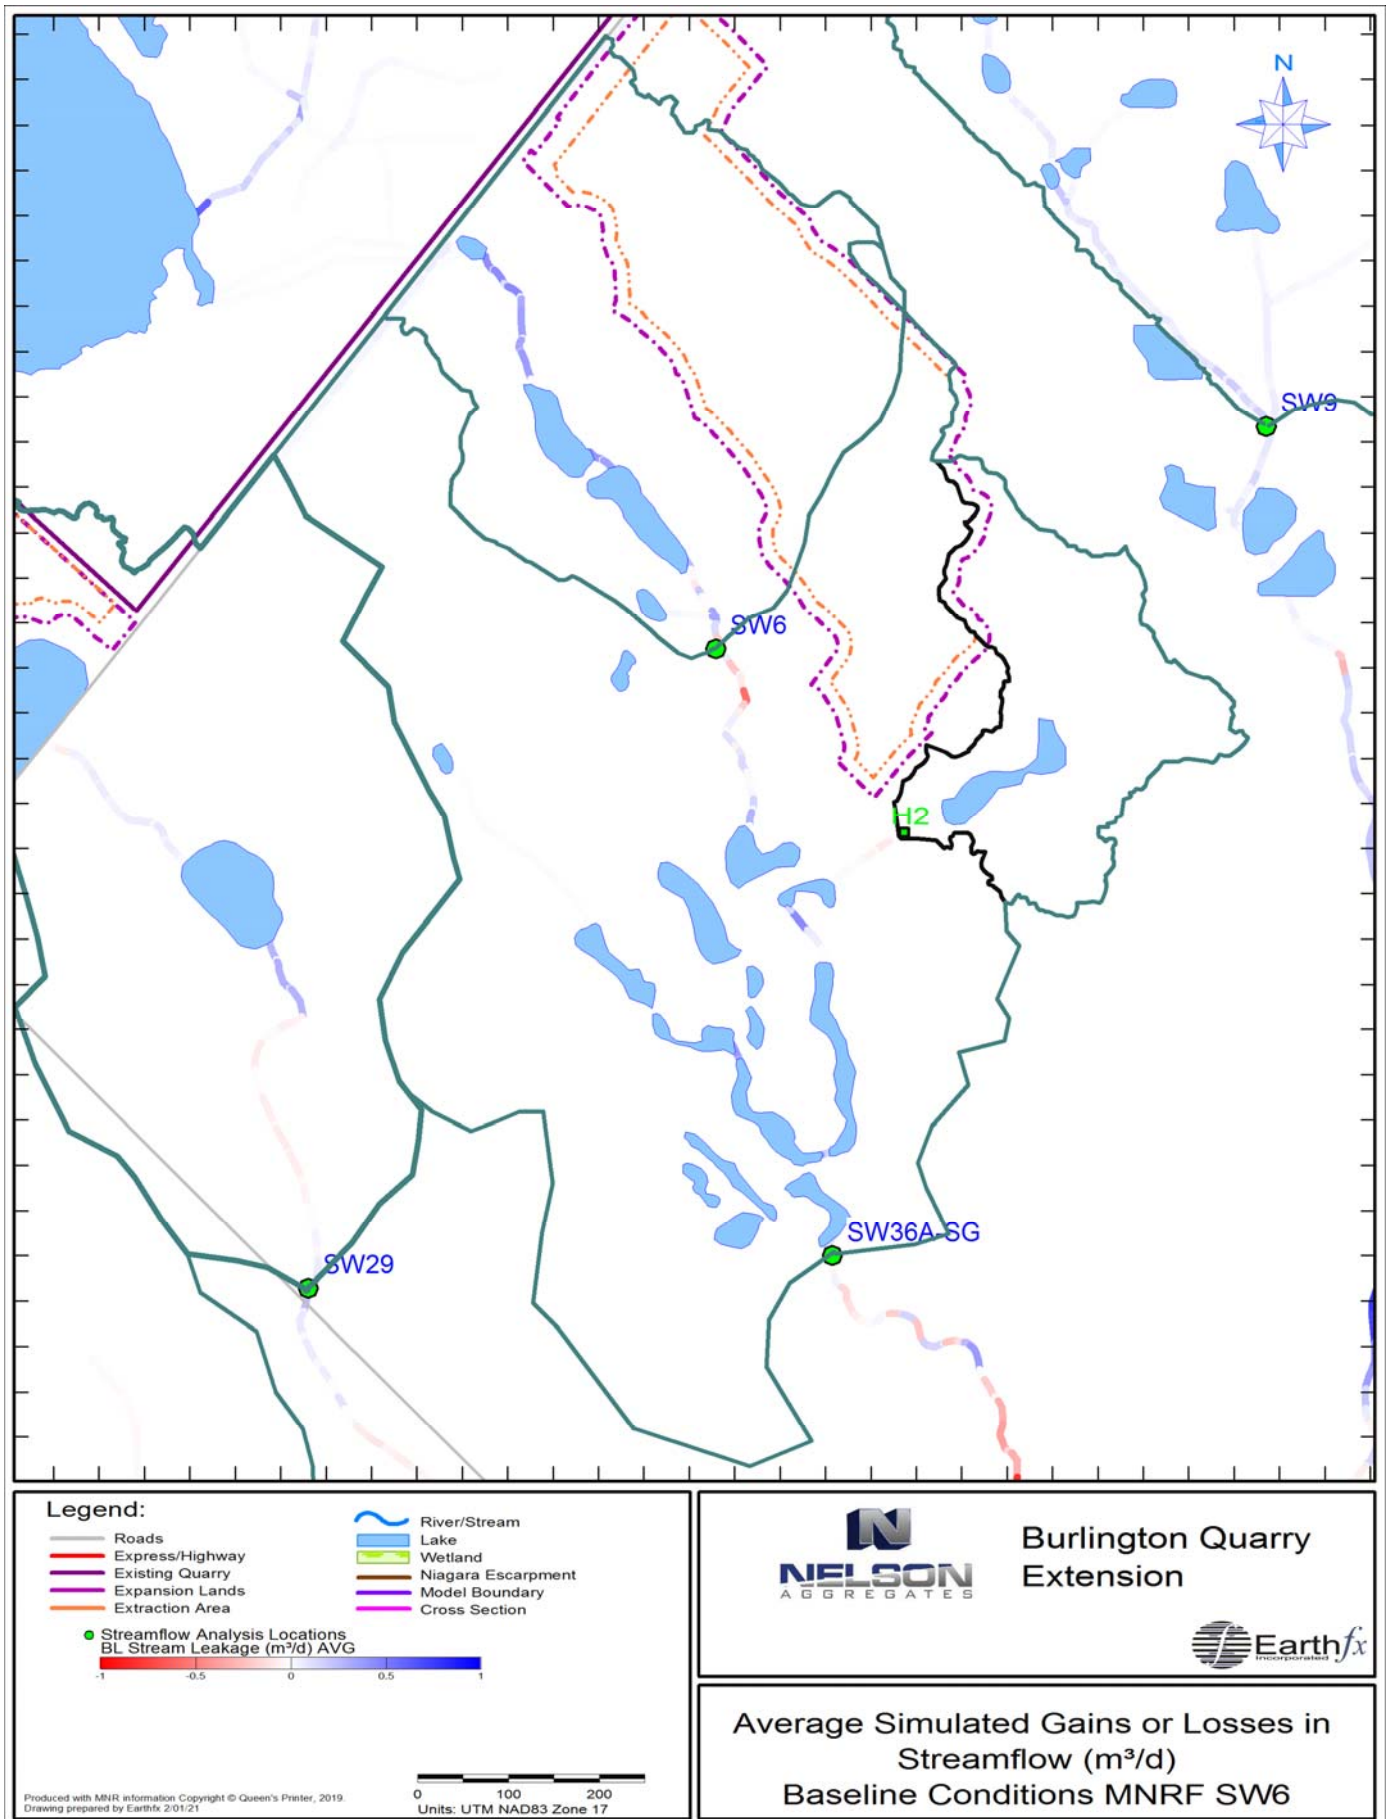 N
SW9
SW6
H2
SW36A-SG
SW29
Legend:
Roads
Express/Highway
Existing Quarry
Expansion Lands
Extraction Area
River/Stream
Lake
Wetland
Niagara Escarpment
Model Boundary
Cross Section
Streamflow Analysis Locations
BL Stream Leakage (m³/d) AVG
-1 -0.5 0 0.5 1
0 100 200
Units: UTM NAD83 Zone 17
Produced with MNR information Copyright © Queen's Printer, 2019.
Drawing prepared by Earthfx 2/01/21
N
NELSON
AGGREGATES
Burlington Quarry
Extension
Earthfx
Incorporated
Average Simulated Gains or Losses in
Streamflow (m³/d)
Baseline Conditions MNRF SW6